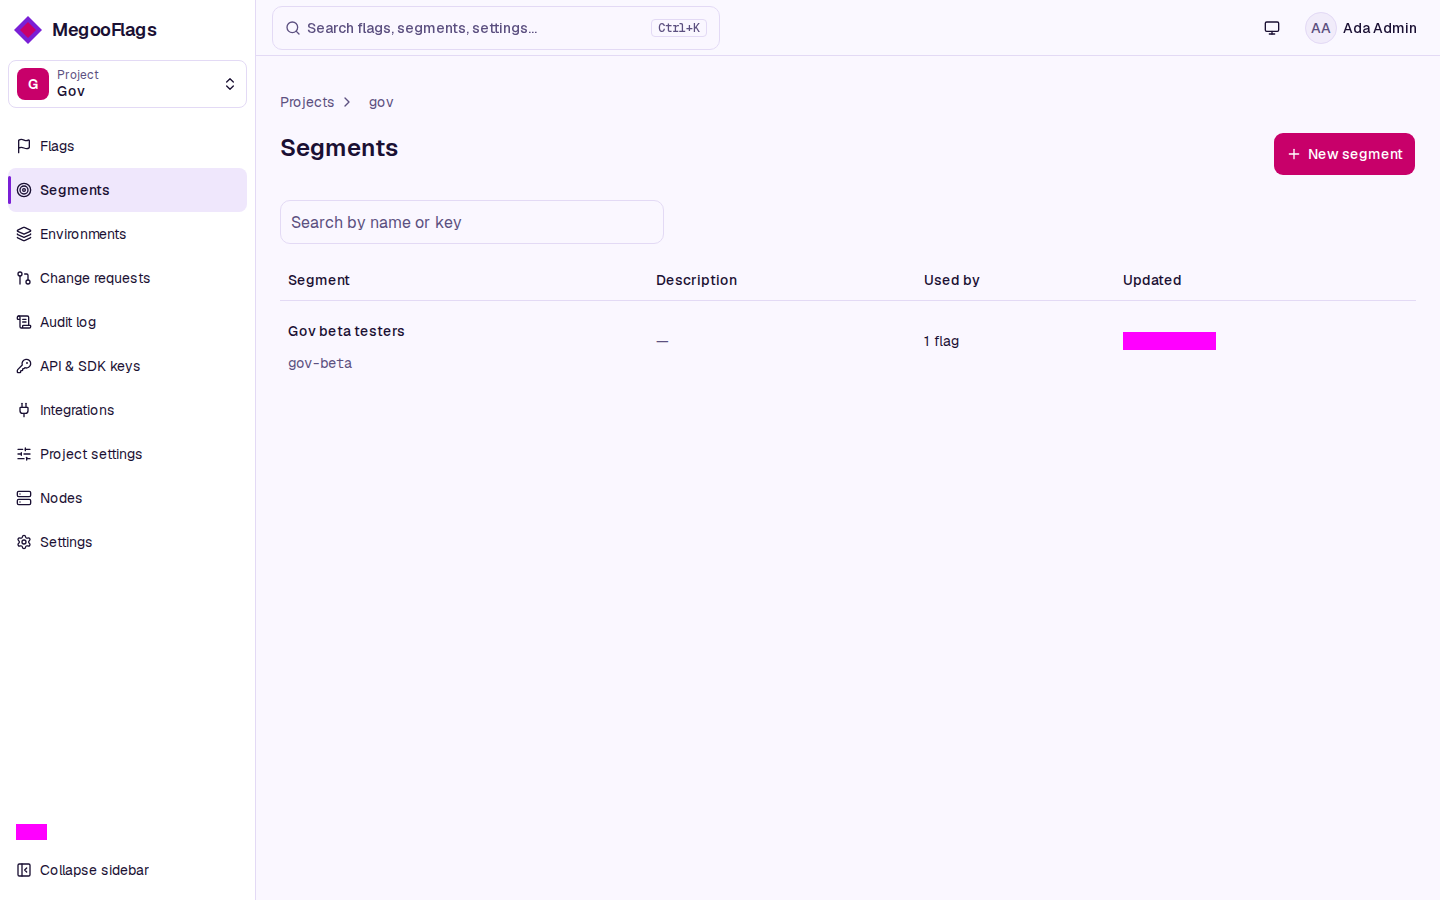 MegooFlags
Search flags, segments, settings...
Ctrl+K
AA
Ada Admin
G
Project
Gov
Flags
Segments
Environments
Change requests
Audit log
API & SDK keys
Integrations
Project settings
Nodes
Settings
Collapse sidebar
Projects
gov
Segments
New segment
Search by name or key
Segment Description Used by Updated
Gov beta testers
gov-beta
— 1 flag